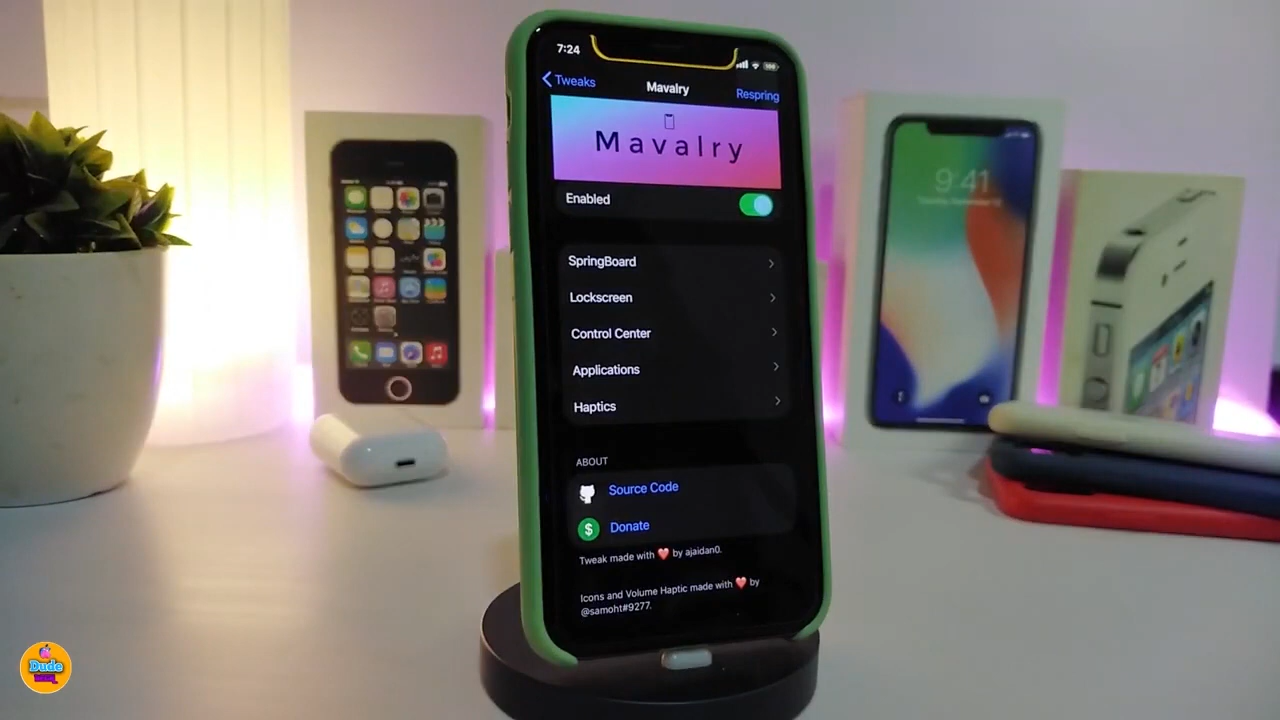 7:24
Tweaks
Mavalry
Respring
Mavalry
Enabled
SpringBoard
Lockscreen
Control Center
Applications
Haptics
ABOUT
Source Code
$
Donate
Tweak made with ❤️ by ajaidan0.
Icons and Volume Haptic made with ❤️ by
@samoht#9277.
9:41
Dude